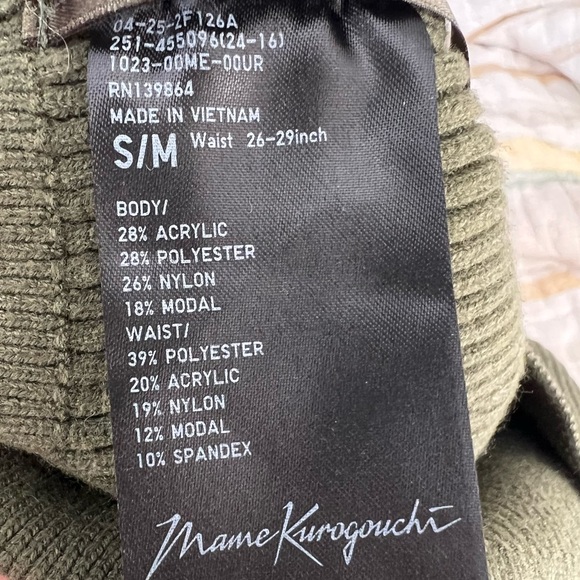 04-25-2F126A
251-455096(24-16)
1023-00ME-00UR
RN139864
MADE IN VIETNAM
S/M Waist 26-29inch
BODY/
28% ACRYLIC
28% POLYESTER
26% NYLON
18% MODAL
WAIST/
39% POLYESTER
20% ACRYLIC
19% NYLON
12% MODAL
10% SPANDEX
Mame Kurogouchi